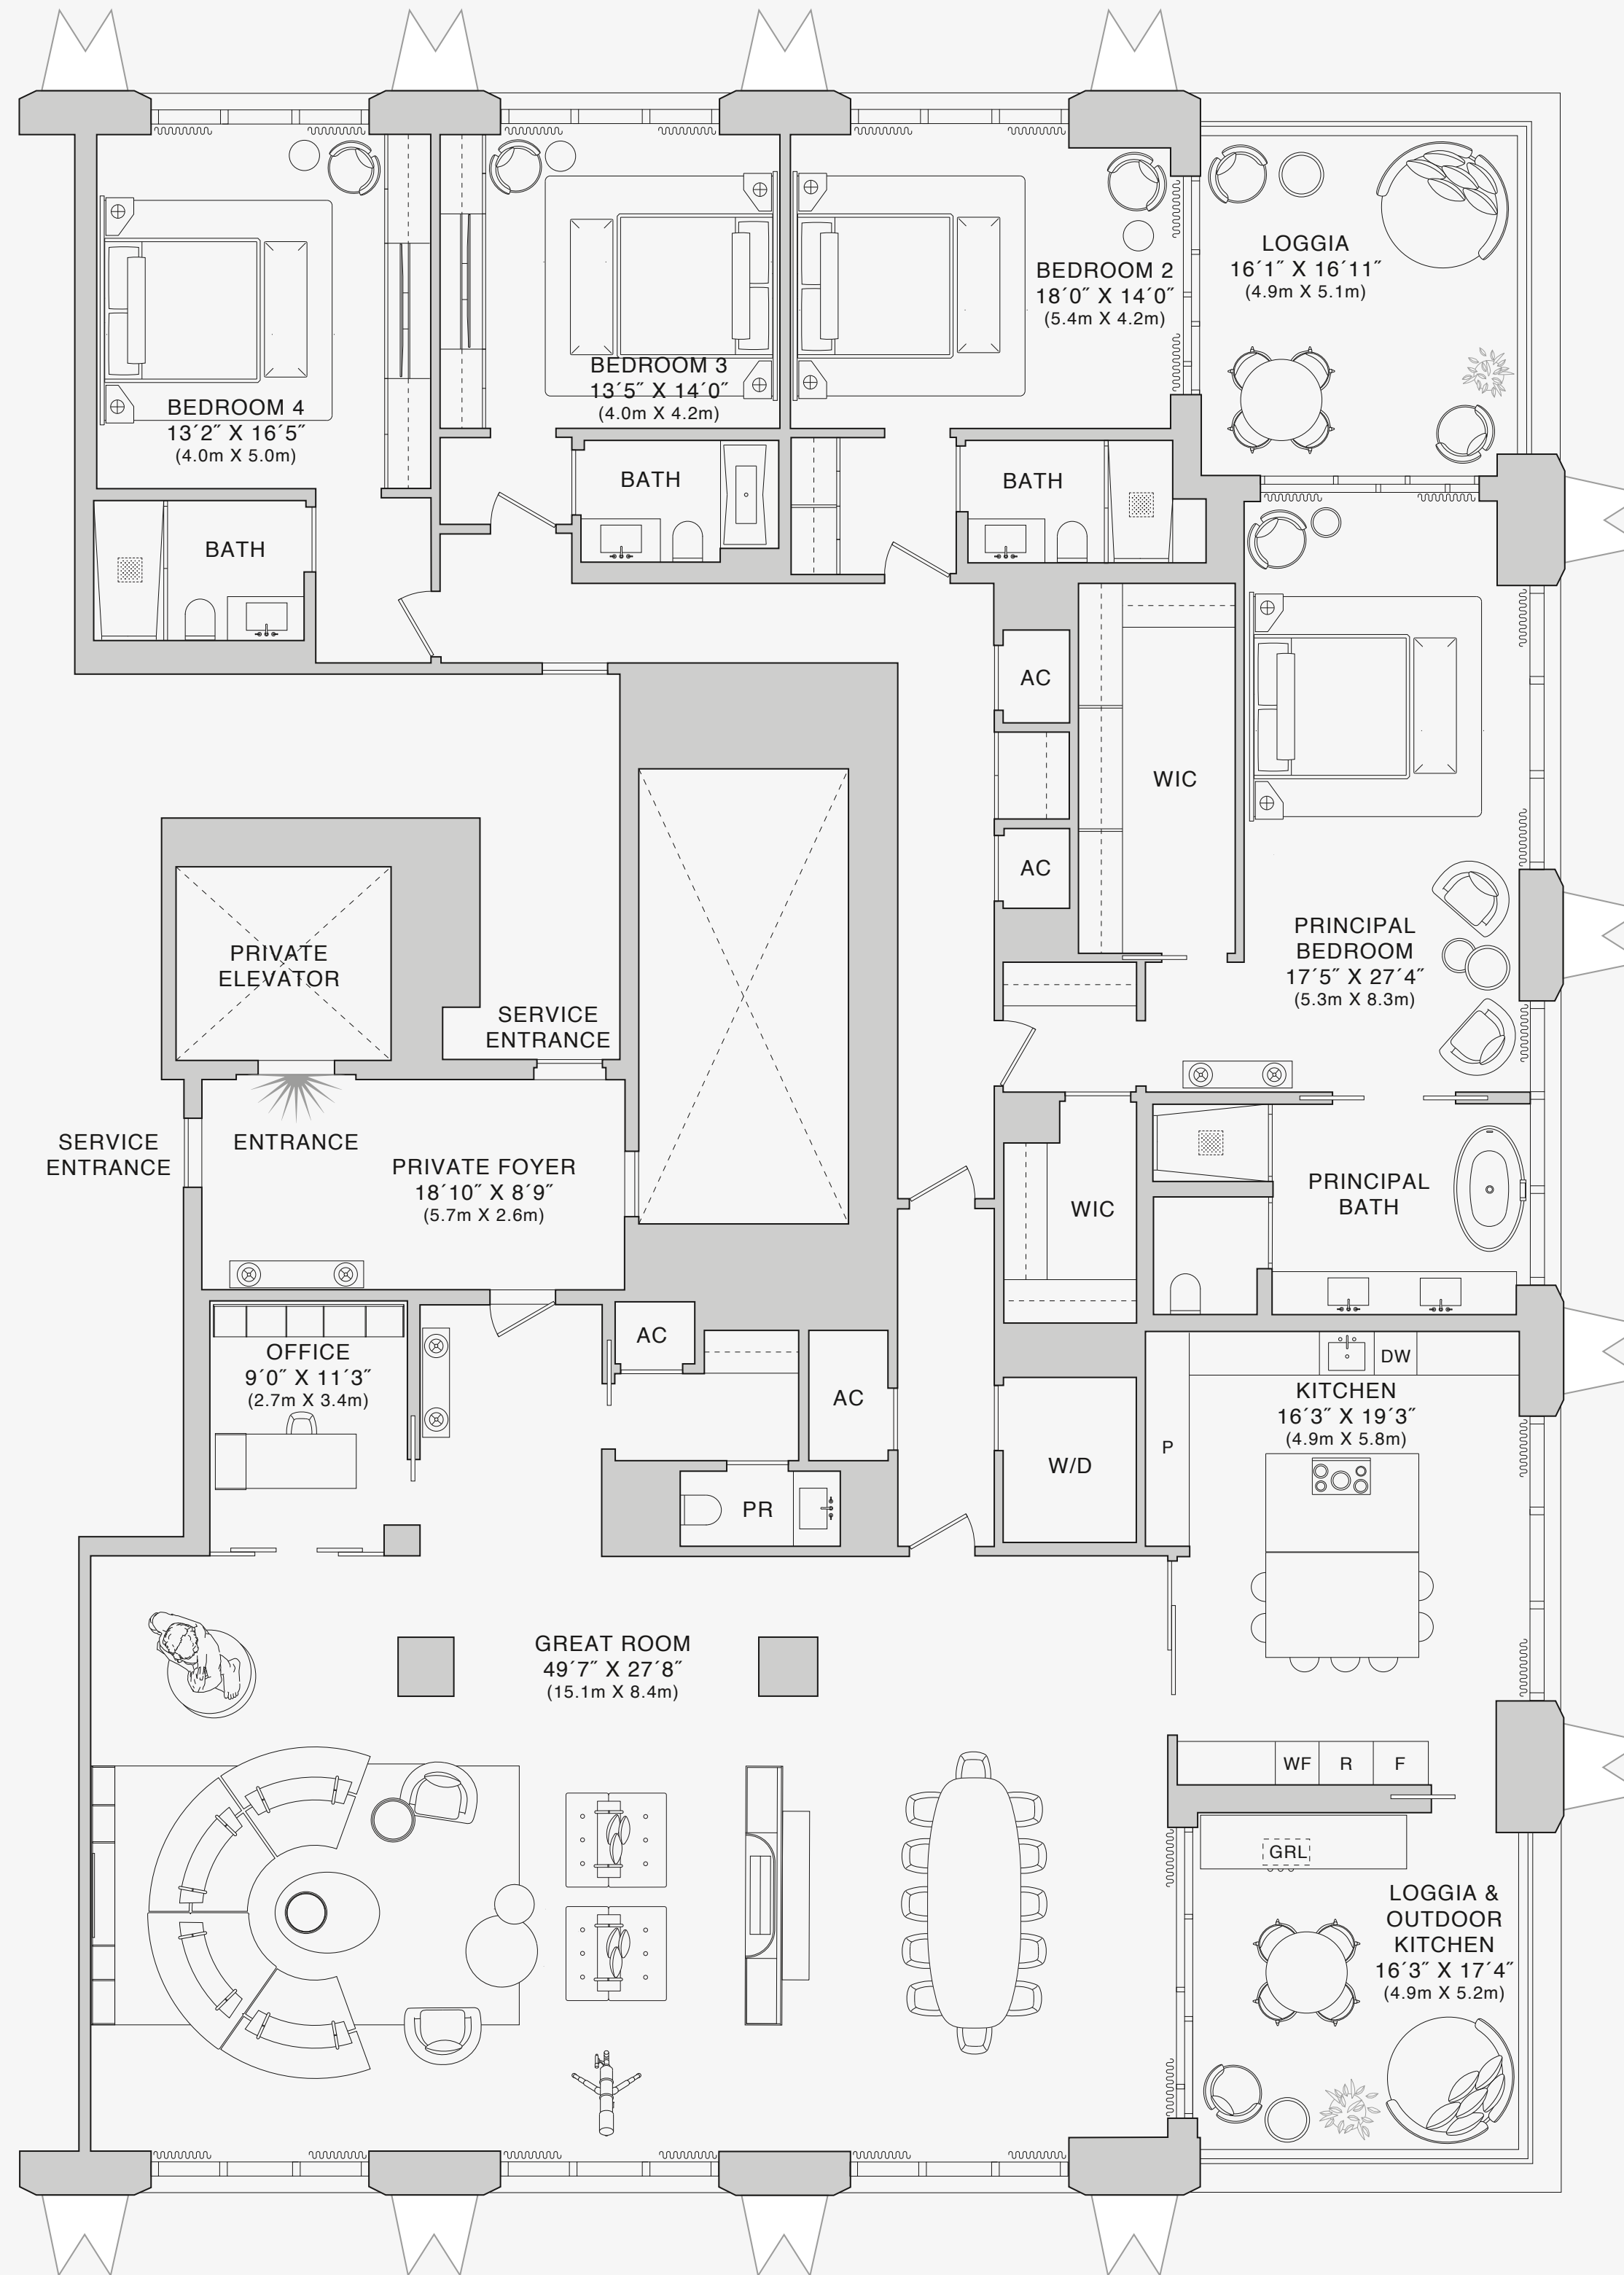 LOGGIA
16´1˝ X 16´11˝
(4.9m X 5.1m)
BEDROOM 2
18´0˝ X 14´0˝
(5.4m X 4.2m)
BEDROOM 3
13´5˝ X 14´0˝
(4.0m X 4.2m)
BEDROOM 4
13´2˝ X 16´5˝
(4.0m X 5.0m)
BATH
BATH
BATH
AC
WIC
AC
PRINCIPAL
BEDROOM
17´5˝ X 27´4˝
(5.3m X 8.3m)
PRIVATE
ELEVATOR
SERVICE
ENTRANCE
SERVICE
ENTRANCE
ENTRANCE
PRIVATE FOYER
18´10˝ X 8´9˝
(5.7m X 2.6m)
WIC
PRINCIPAL
BATH
AC
OFFICE
9´0˝ X 11´3˝
(2.7m X 3.4m)
AC
DW
KITCHEN
16´3˝ X 19´3˝
(4.9m X 5.8m)
P
W/D
PR
GREAT ROOM
49´7˝ X 27´8˝
(15.1m X 8.4m)
WF
R
F
GRL
LOGGIA &
OUTDOOR
KITCHEN
16´3˝ X 17´4˝
(4.9m X 5.2m)